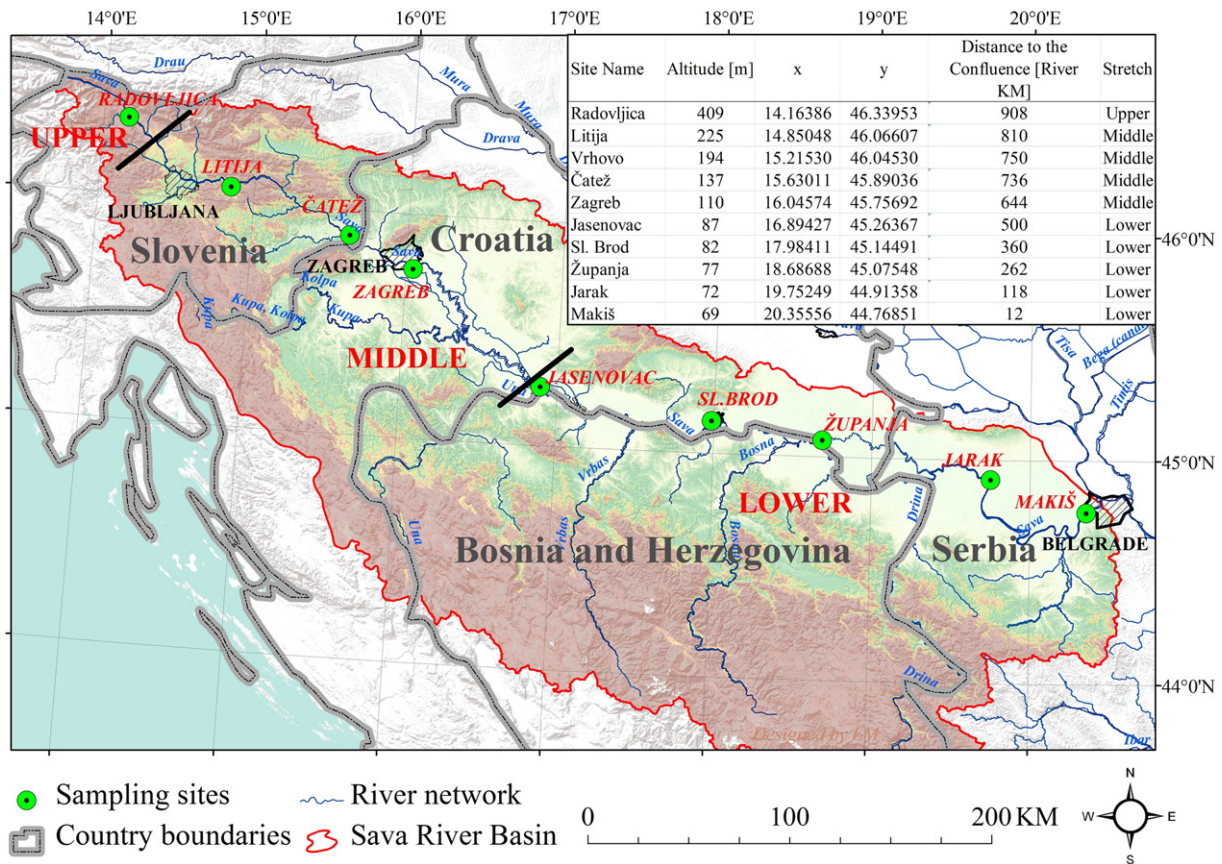 14°0'E 15°0'E 16°0'E 17°0'E 18°0'E 19°0'E 20°0'E
Site Name Altitude [m] x y Distance to the Confluence [River KM] Stretch
Radovljica 409 14.16386 46.33953 908 Upper
Litija 225 14.85048 46.06607 810 Middle
Vrhovo 194 15.21530 46.04530 750 Middle
Čatež 137 15.63011 45.89036 736 Middle
Zagreb 110 16.04574 45.75692 644 Middle
Jasenovac 87 16.89427 45.26367 500 Lower
Sl. Brod 82 17.98411 45.14491 360 Lower
Županja 77 18.68688 45.07548 262 Lower
Jarak 72 19.75249 44.91358 118 Lower
Makiš 69 20.35556 44.76851 12 Lower
Drau
Sava
Mura
Mura
RADOVLJICA
UPPER
Drava
LITIJA
LJUBLJANA
ČATEŽ
Sava
Slovenia
Croatia
46°0'N
Sava
ZAGREB
ZAGREB
Kolpa
Kupa
Kupa, Kolpa
Kupa
MIDDLE
Tisa
Bega (canal)
Timis
JASENOVAC
Una
SL.BROD
Sava
ŽUPANJA
Bosna
Vrbas
45°0'N
JARAK
LOWER
MAKIŠ
Drina
Sava
Una
Vrbas
Bosna
Bosnia and Herzegovina
Serbia
BELGRADE
Drina
44°0'N
Designed by LM
Ibar
Sampling sites
River network
Country boundaries
Sava River Basin
0 100 200 KM
N
W E
S